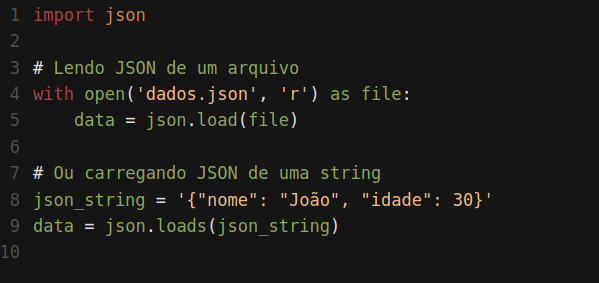 1 import json
2
3 # Lendo JSON de um arquivo
4 with open('dados.json', 'r') as file:
5     data = json.load(file)
6
7 # Ou carregando JSON de uma string
8 json_string = '{"nome": "João", "idade": 30}'
9 data = json.loads(json_string)
10